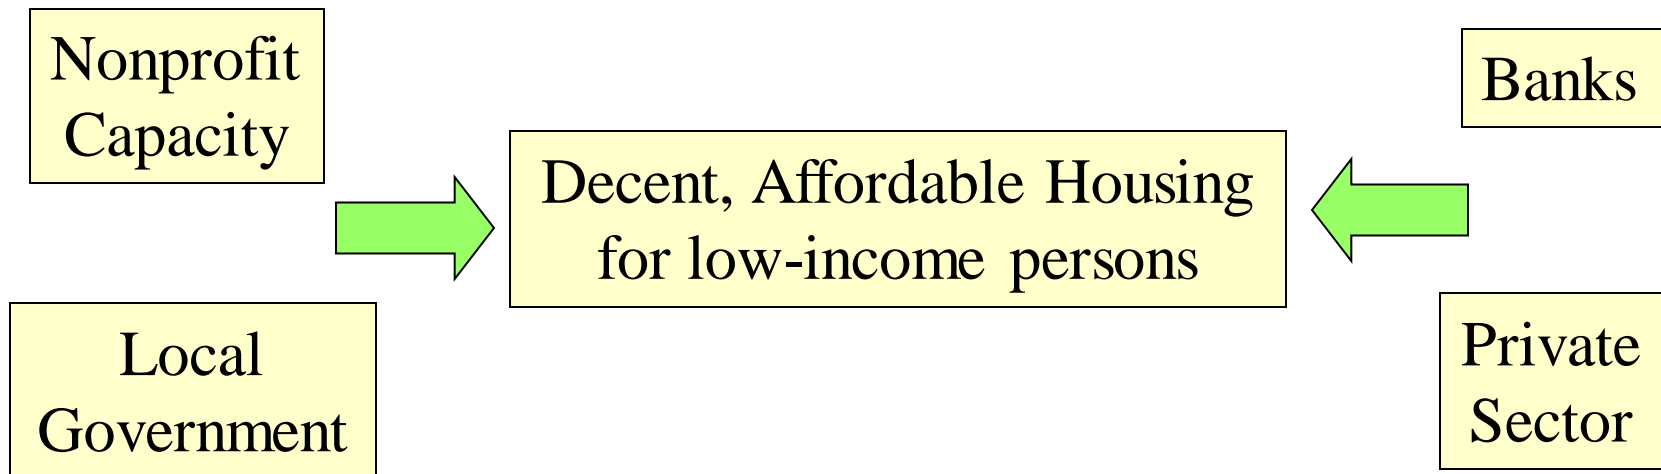 Nonprofit
Capacity
Banks
Decent, Affordable Housing
for low-income persons
Local
Government
Private
Sector